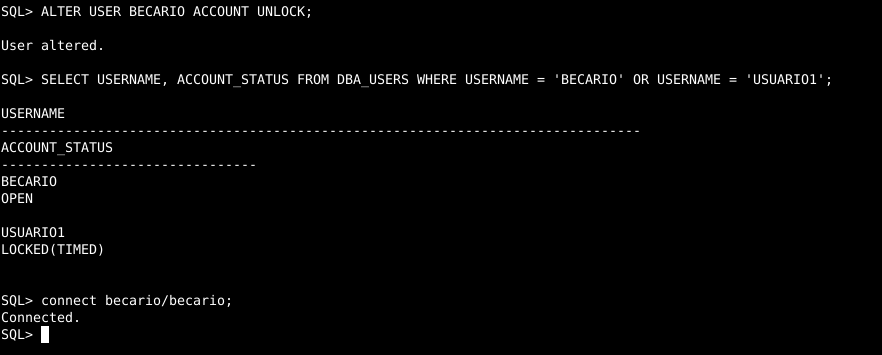 SQL> ALTER USER BECARIO ACCOUNT UNLOCK;
User altered.
SQL> SELECT USERNAME, ACCOUNT_STATUS FROM DBA_USERS WHERE USERNAME = 'BECARIO' OR USERNAME = 'USUARIO1';
USERNAME
--------------------------------------------------------------------------------
ACCOUNT_STATUS
--------------------------------
BECARIO
OPEN
USUARIO1
LOCKED(TIMED)
SQL> connect becario/becario;
Connected.
SQL>